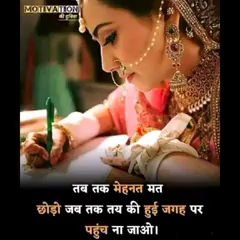 MOTIVATION
की दुनिया
तब तक मेहनत मत
छोड़ो जब तक तय की हुई जगह पर
पहुंच ना जाओ।